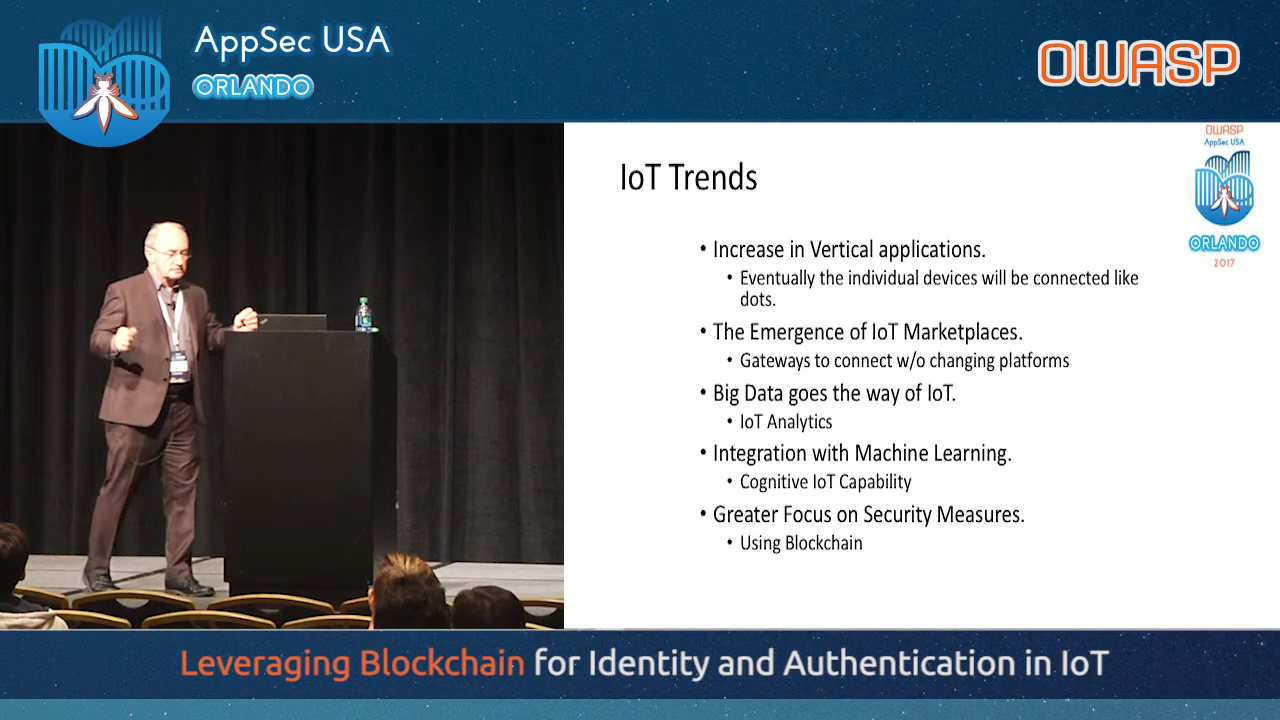 AppSec USA
ORLANDO
OWASP
OWASP
AppSec USA
ORLANDO
2017
IoT Trends
• Increase in Vertical applications.
• Eventually the individual devices will be connected like
dots.
• The Emergence of IoT Marketplaces.
• Gateways to connect w/o changing platforms
• Big Data goes the way of IoT.
• IoT Analytics
• Integration with Machine Learning.
• Cognitive IoT Capability
• Greater Focus on Security Measures.
• Using Blockchain
Leveraging Blockchain for Identity and Authentication in IoT